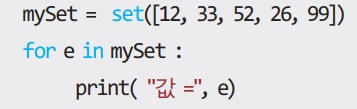 mySet = set([12, 33, 52, 26, 99])
for e in mySet :
print( "값 =", e)